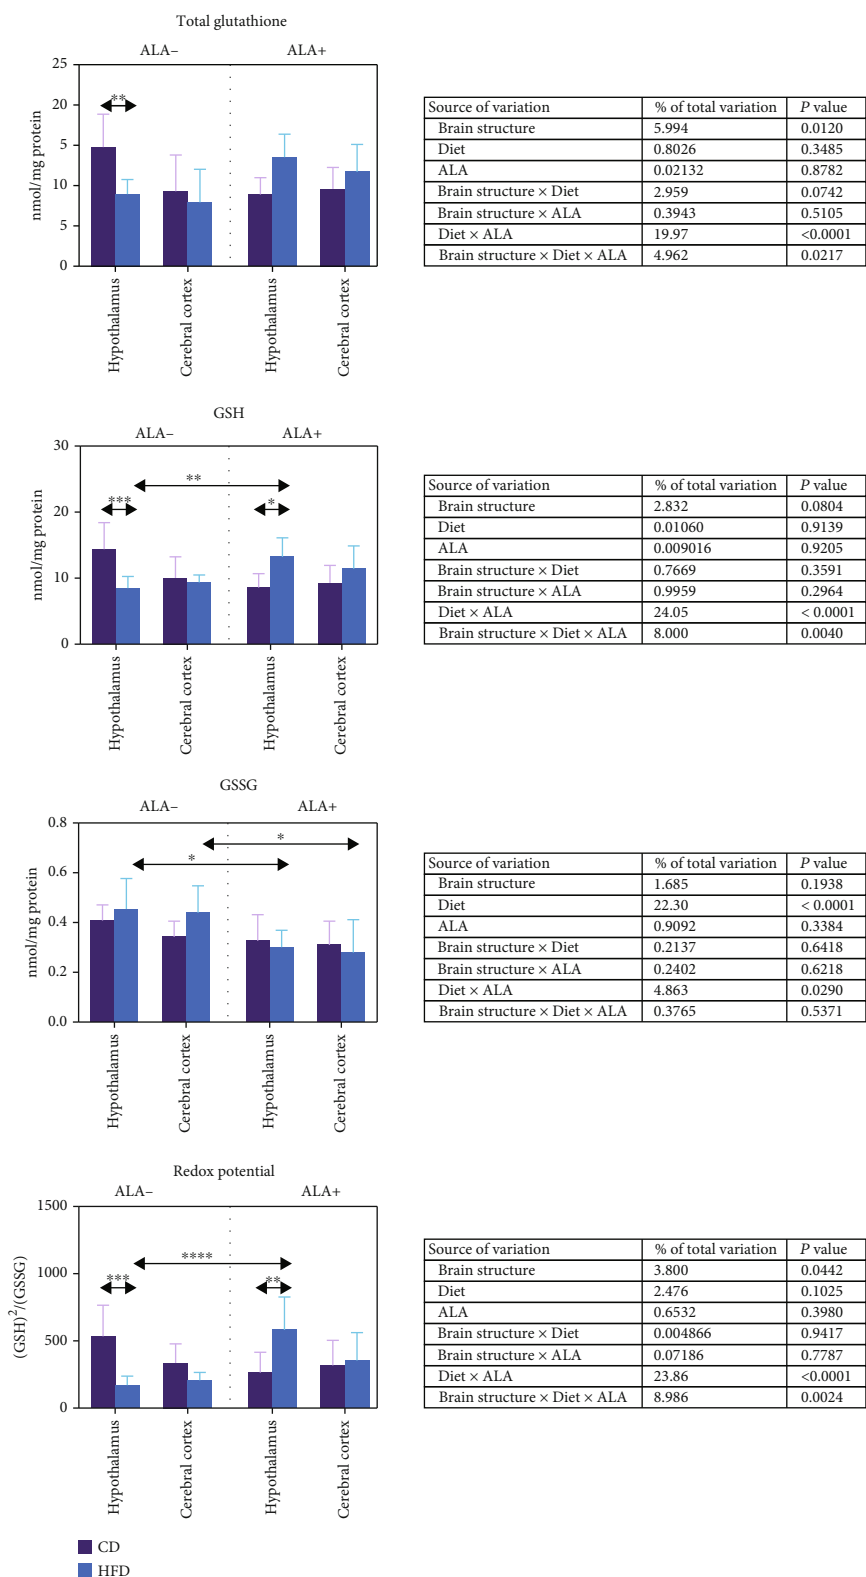 Total glutathione
ALA− ALA+
nmol/mg protein
25
20
5
10
5
0
**
Hypothalamus
Cerebral cortex
Hypothalamus
Cerebral cortex
Source of variation % of total variation P value
Brain structure 5.994 0.0120
Diet 0.8026 0.3485
ALA 0.02132 0.8782
Brain structure × Diet 2.959 0.0742
Brain structure × ALA 0.3943 0.5105
Diet × ALA 19.97 <0.0001
Brain structure × Diet × ALA 4.962 0.0217
GSH
ALA− ALA+
nmol/mg protein
30
20
10
0
**
***
*
Hypothalamus
Cerebral cortex
Hypothalamus
Cerebral cortex
Source of variation % of total variation P value
Brain structure 2.832 0.0804
Diet 0.01060 0.9139
ALA 0.009016 0.9205
Brain structure × Diet 0.7669 0.3591
Brain structure × ALA 0.9959 0.2964
Diet × ALA 24.05 < 0.0001
Brain structure × Diet × ALA 8.000 0.0040
GSSG
ALA− ALA+
nmol/mg protein
0.8
0.6
0.4
0.2
0.0
*
*
Hypothalamus
Cerebral cortex
Hypothalamus
Cerebral cortex
Source of variation % of total variation P value
Brain structure 1.685 0.1938
Diet 22.30 < 0.0001
ALA 0.9092 0.3384
Brain structure × Diet 0.2137 0.6418
Brain structure × ALA 0.2402 0.6218
Diet × ALA 4.863 0.0290
Brain structure × Diet × ALA 0.3765 0.5371
Redox potential
ALA− ALA+
(GSH)²/(GSSG)
1500
1000
500
0
****
***
**
Hypothalamus
Cerebral cortex
Hypothalamus
Cerebral cortex
Source of variation % of total variation P value
Brain structure 3.800 0.0442
Diet 2.476 0.1025
ALA 0.6532 0.3980
Brain structure × Diet 0.004866 0.9417
Brain structure × ALA 0.07186 0.7787
Diet × ALA 23.86 <0.0001
Brain structure × Diet × ALA 8.986 0.0024
CD
HFD